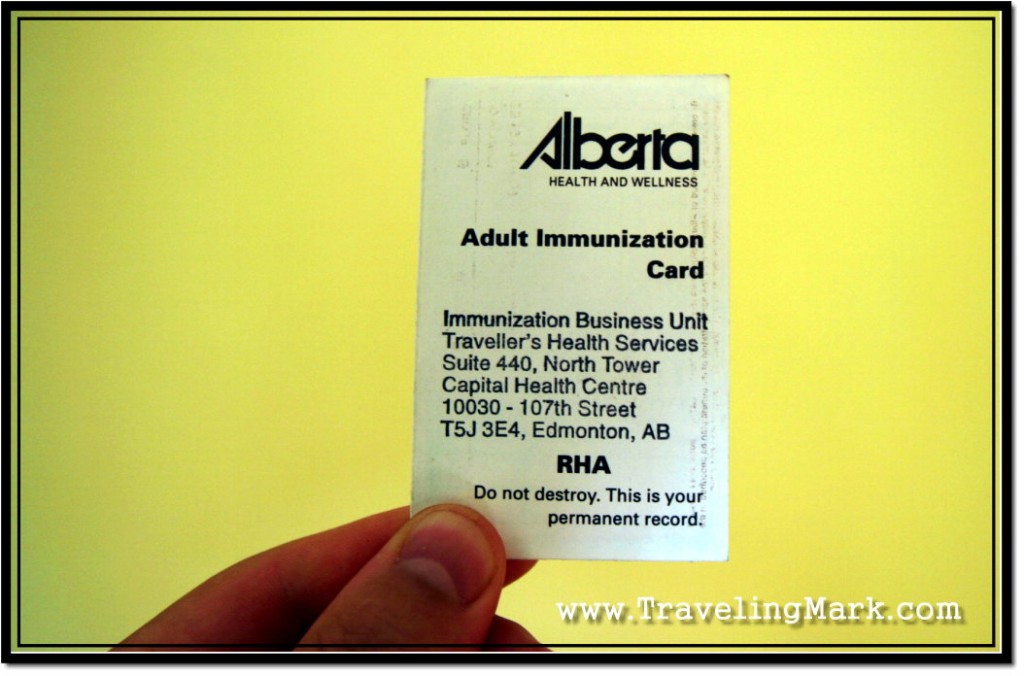 Alberta
HEALTH AND WELLNESS
Adult Immunization
Card
Immunization Business Unit
Traveller's Health Services
Suite 440, North Tower
Capital Health Centre
10030 - 107th Street
T5J 3E4, Edmonton, AB
RHA
Do not destroy. This is your
permanent record.
www.TravelingMark.com